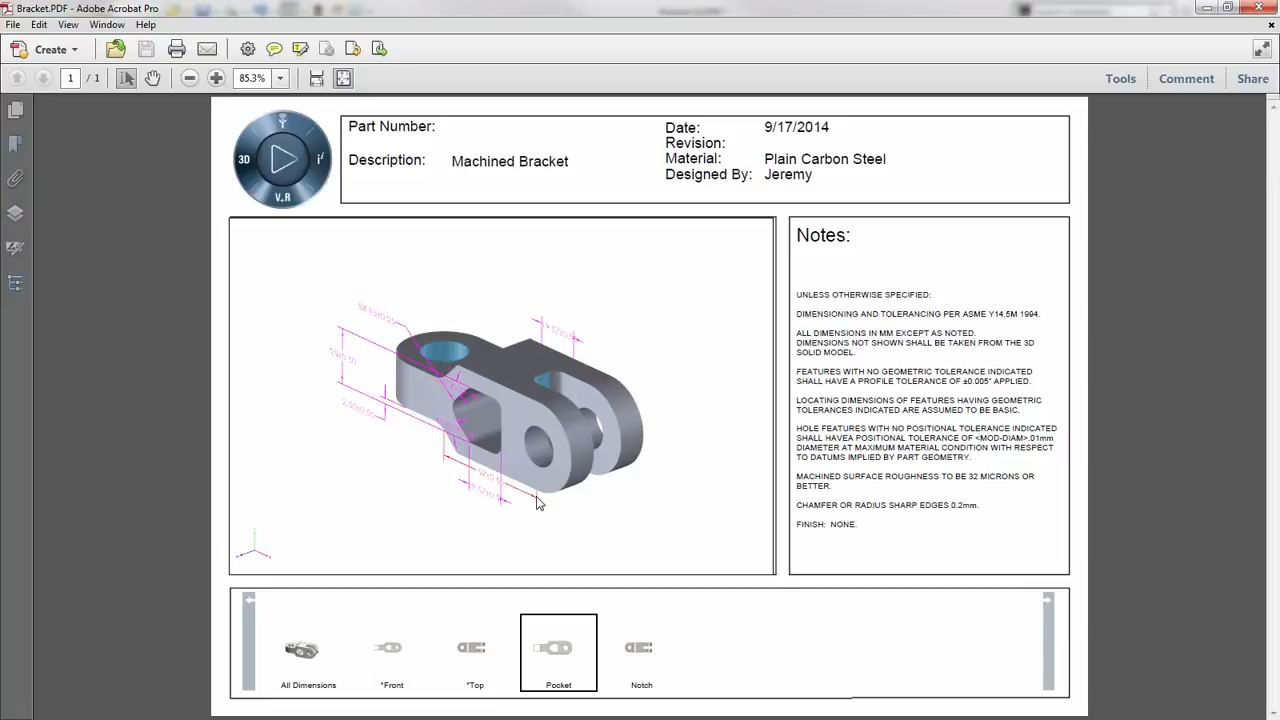 Bracket.PDF - Adobe Acrobat Pro
File Edit View Window Help
Create
1 / 1 85.3% Tools Comment Share
3D V+R i
Part Number:
Description: Machined Bracket
Date: 9/17/2014
Revision:
Material: Plain Carbon Steel
Designed By: Jeremy
Notes:
UNLESS OTHERWISE SPECIFIED:
DIMENSIONING AND TOLERANCING PER ASME Y14.5M 1994.
ALL DIMENSIONS IN MM EXCEPT AS NOTED.
DIMENSIONS NOT SHOWN SHALL BE TAKEN FROM THE 3D
SOLID MODEL.
FEATURES WITH NO GEOMETRIC TOLERANCE INDICATED
SHALL HAVE A PROFILE TOLERANCE OF ±0.005" APPLIED.
LOCATING DIMENSIONS OF FEATURES HAVING GEOMETRIC
TOLERANCES INDICATED ARE ASSUMED TO BE BASIC.
HOLE FEATURES WITH NO POSITIONAL TOLERANCE INDICATED
SHALL HAVEA POSITIONAL TOLERANCE OF <MOD-DIAM>.01mm
DIAMETER AT MAXIMUM MATERIAL CONDITION WITH RESPECT
TO DATUMS IMPLIED BY PART GEOMETRY.
MACHINED SURFACE ROUGHNESS TO BE 32 MICRONS OR
BETTER.
CHAMFER OR RADIUS SHARP EDGES 0.2mm.
FINISH: NONE.
All Dimensions *Front *Top Pocket Notch